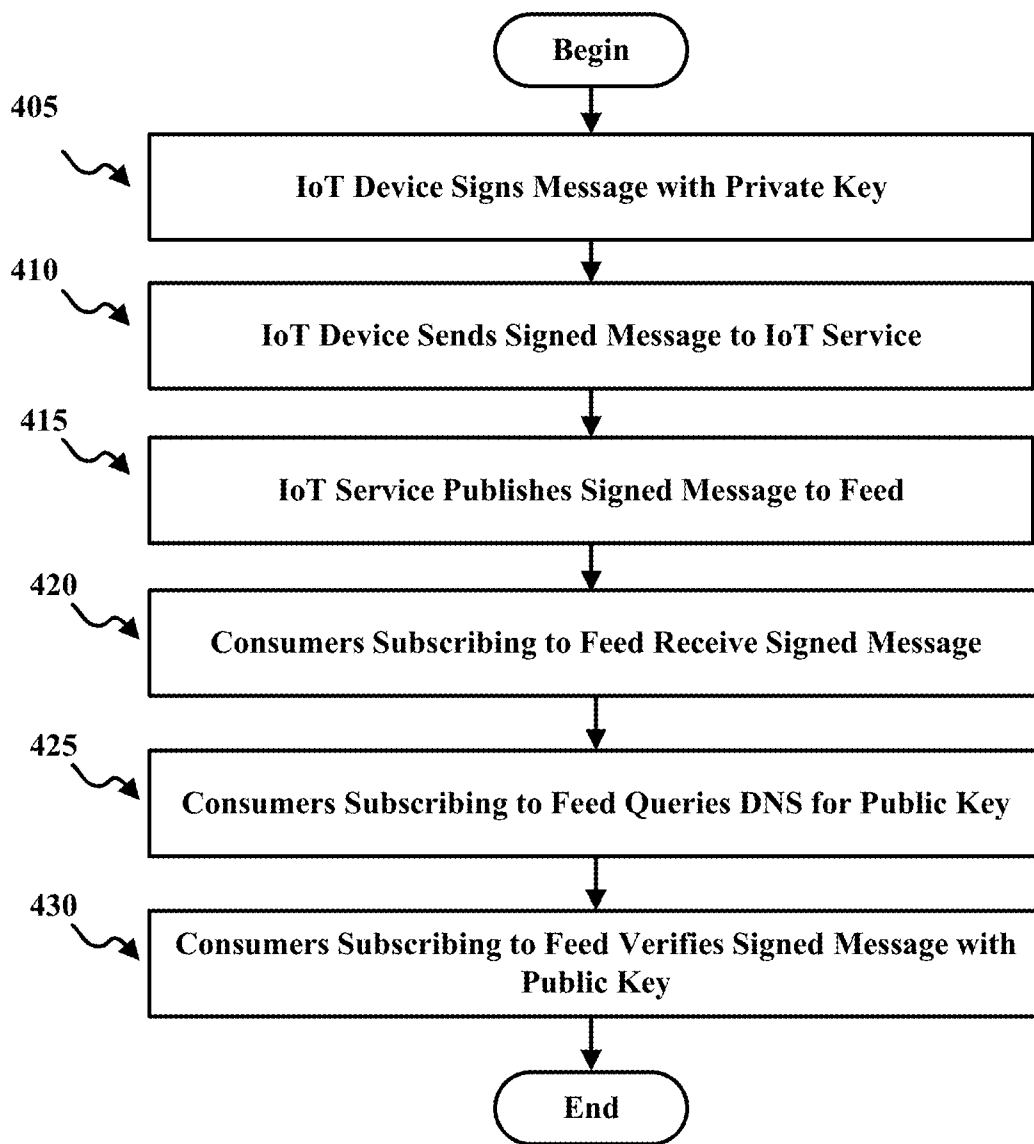 Begin
405
IoT Device Signs Message with Private Key
410
IoT Device Sends Signed Message to IoT Service
415
IoT Service Publishes Signed Message to Feed
420
Consumers Subscribing to Feed Receive Signed Message
425
Consumers Subscribing to Feed Queries DNS for Public Key
430
Consumers Subscribing to Feed Verifies Signed Message with
Public Key
End